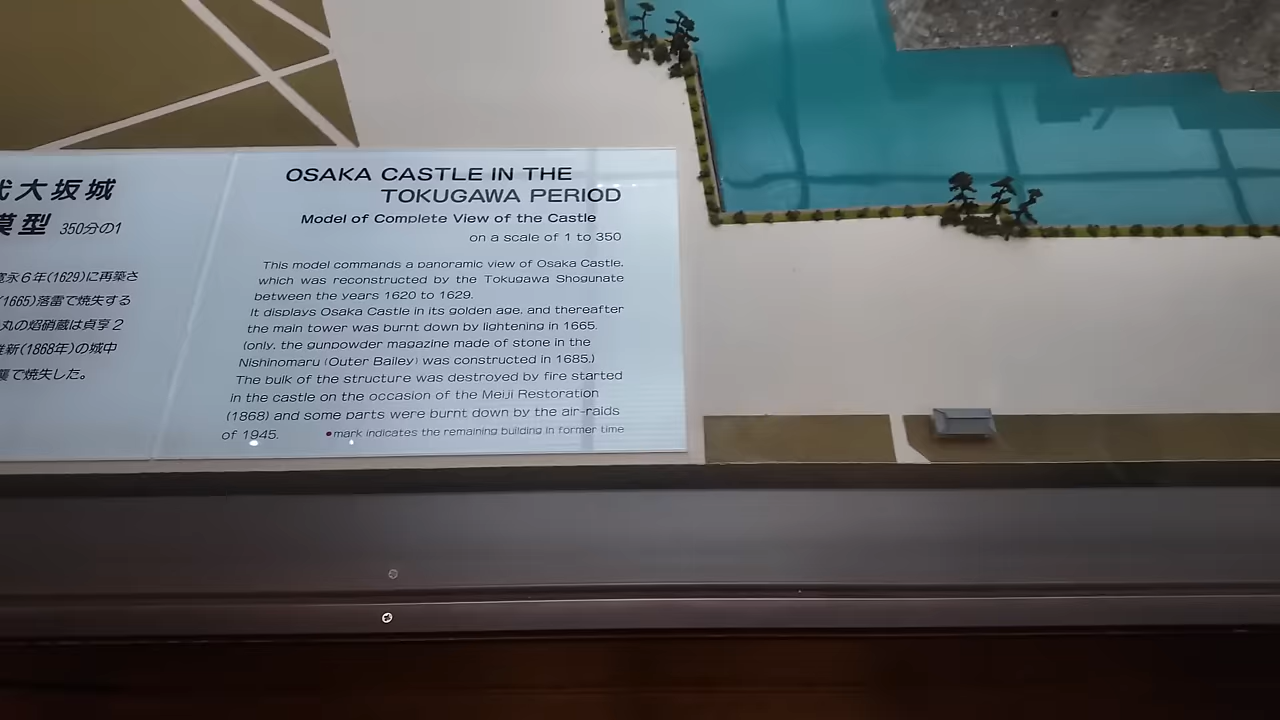 代大坂城
模型 350分の1
寛永6年(1629)に再築さ
(1665)落雷で焼失する
丸の焔硝蔵は貞享2
維新(1868年)の城中
襲で焼失した。
OSAKA CASTLE IN THE
TOKUGAWA PERIOD
Model of Complete View of the Castle
on a scale of 1 to 350
This model commands a panoramic view of Osaka Castle,
which was reconstructed by the Tokugawa Shogunate
between the years 1620 to 1629.
It displays Osaka Castle in its golden age, and thereafter
the main tower was burnt down by lightening in 1665.
(only, the gunpowder magazine made of stone in the
Nishinomaru (Outer Bailey) was constructed in 1685.)
The bulk of the structure was destroyed by fire started
in the castle on the occasion of the Meiji Restoration
(1868) and some parts were burnt down by the air-raids
of 1945. ●mark indicates the remaining building in former time